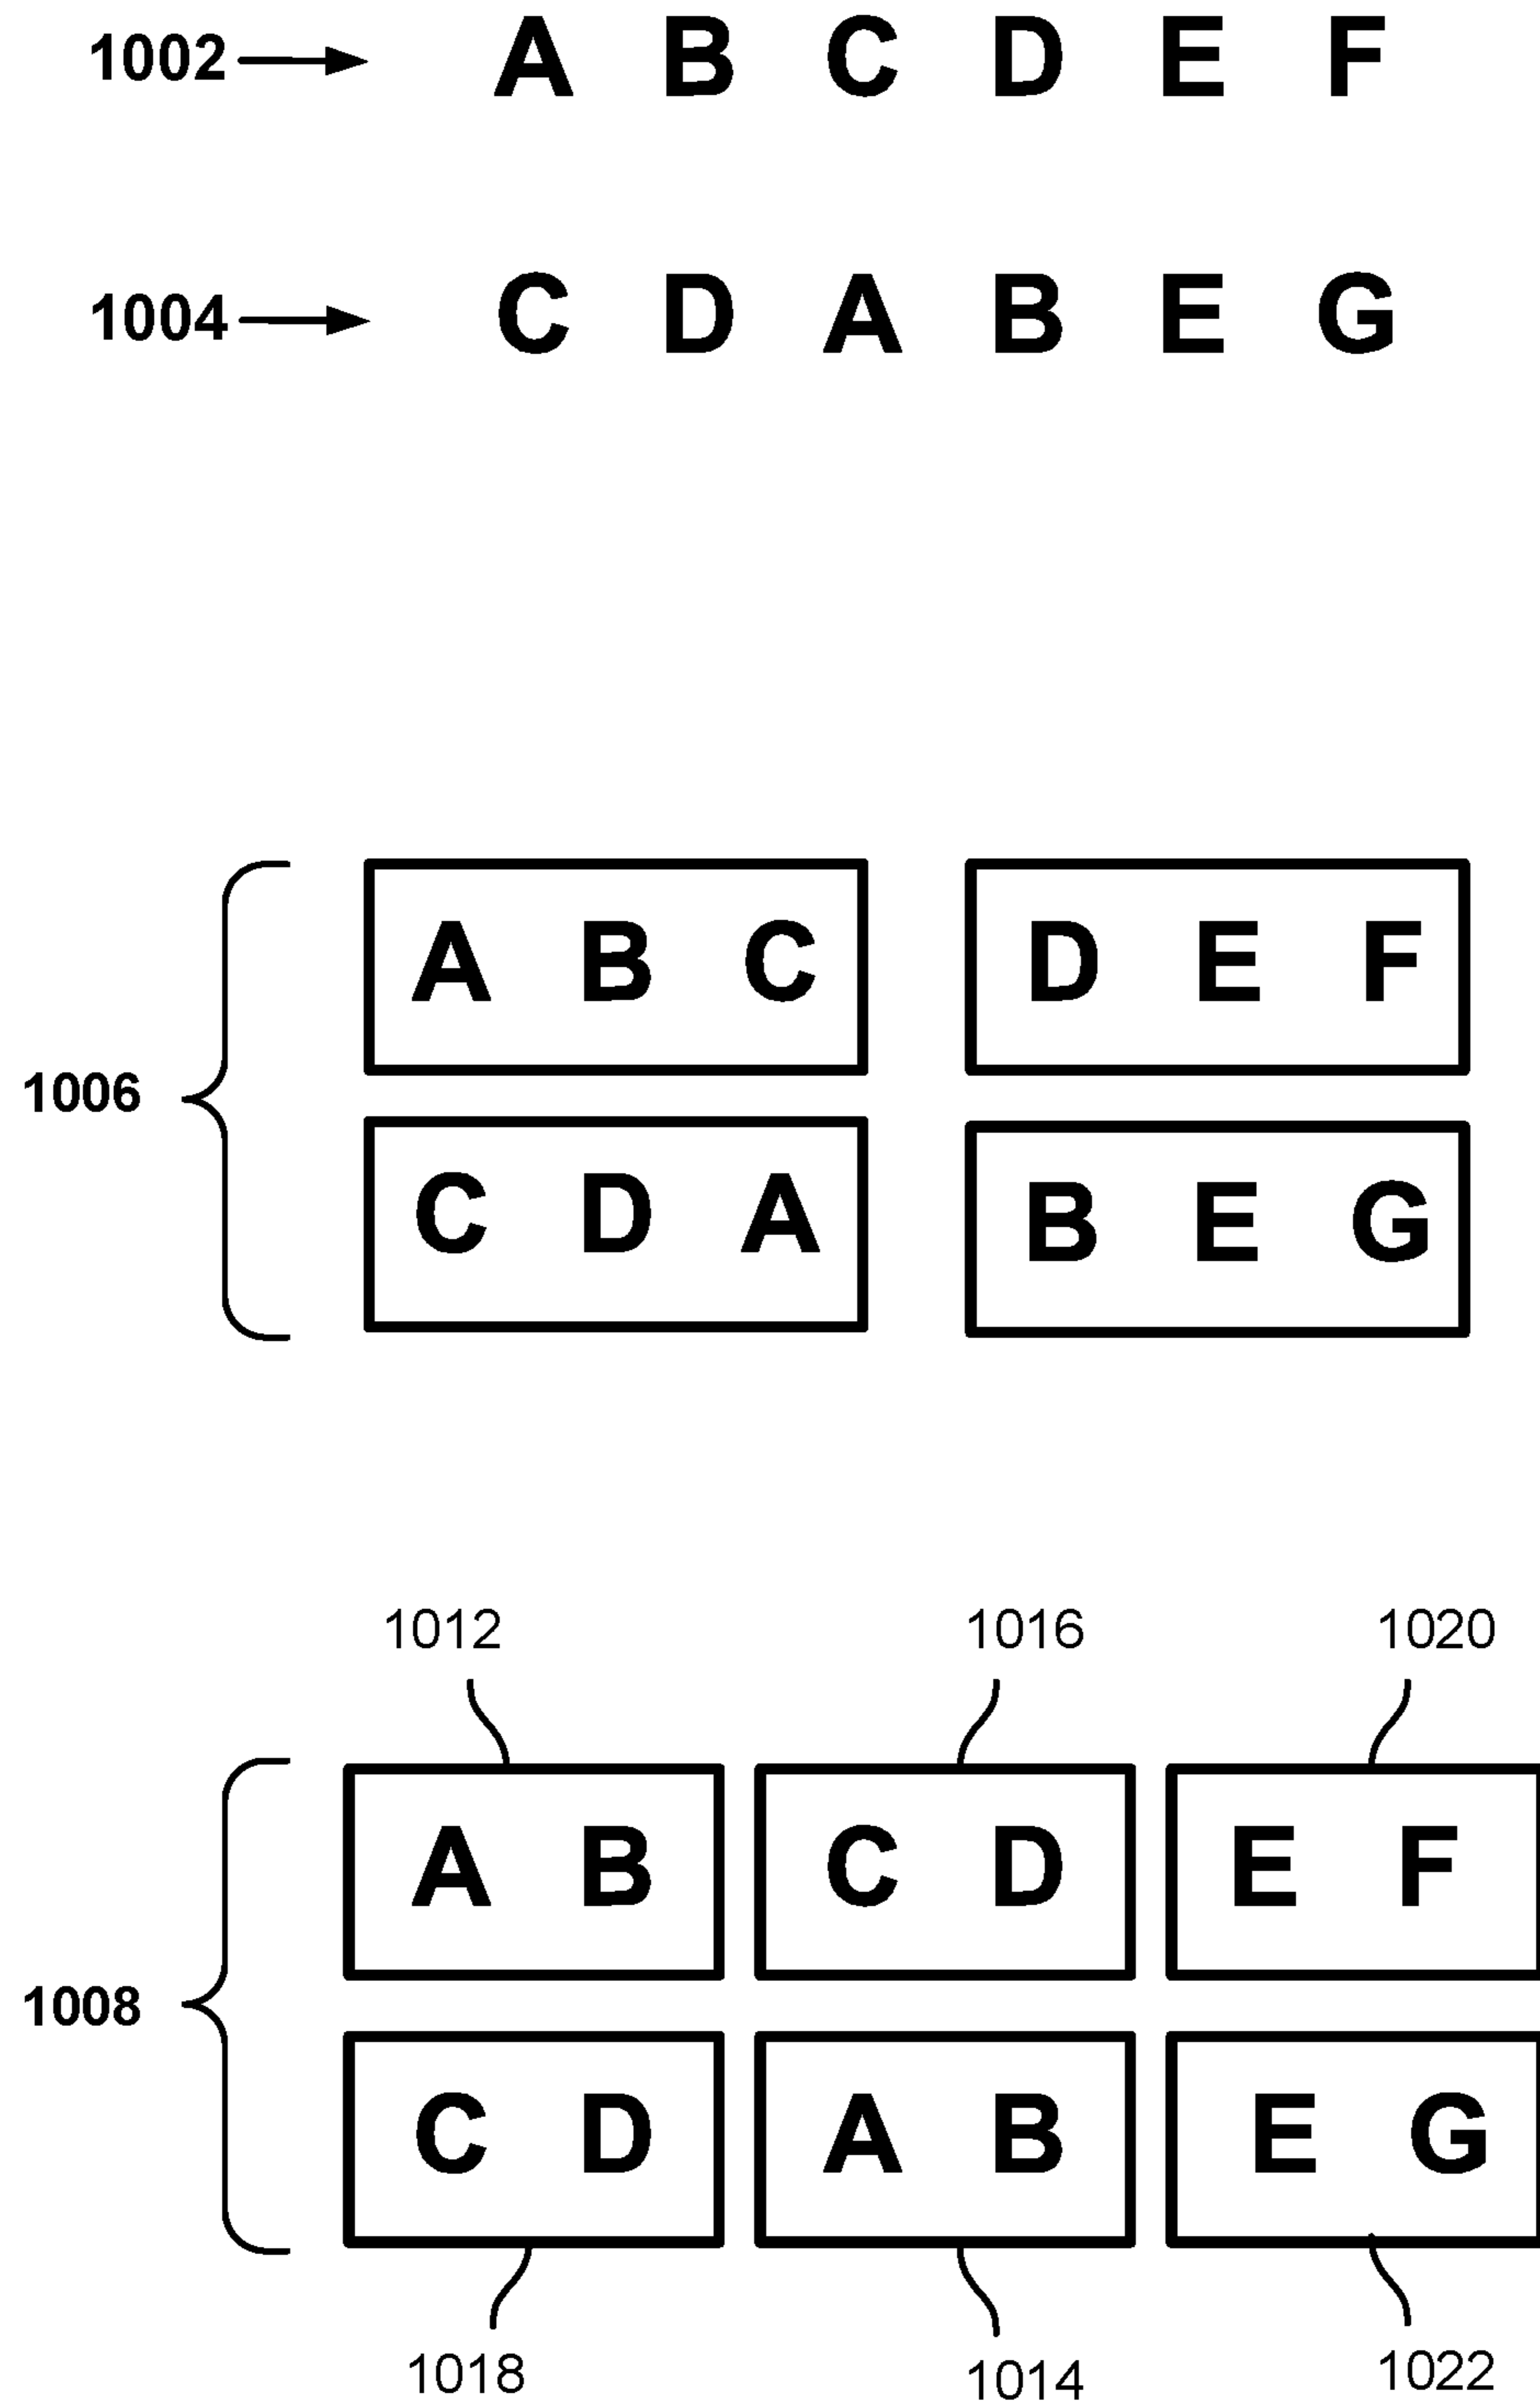 1002 A B C D E F
1004 C D A B E G
A B C D E F
1006
C D A B E G
1012 1016 1020
A B C D E F
1008
C D A B E G
1018 1014 1022